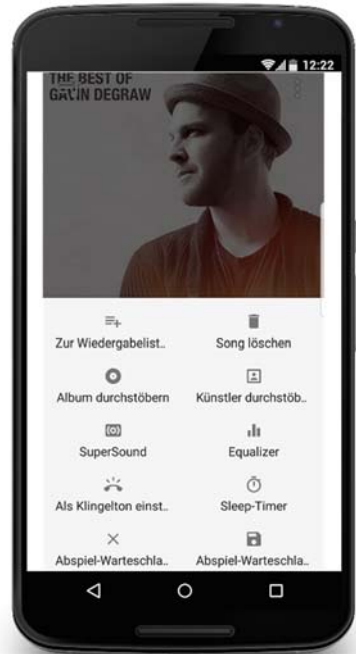 12:22
THE BEST OF
GAVIN DEGRAW
Zur Wiedergabelist..
Song löschen
Album durchstöbern
Künstler durchstöb..
SuperSound
Equalizer
Als Klingelton einst..
Sleep-Timer
Abspiel-Warteschla..
Abspiel-Warteschla..